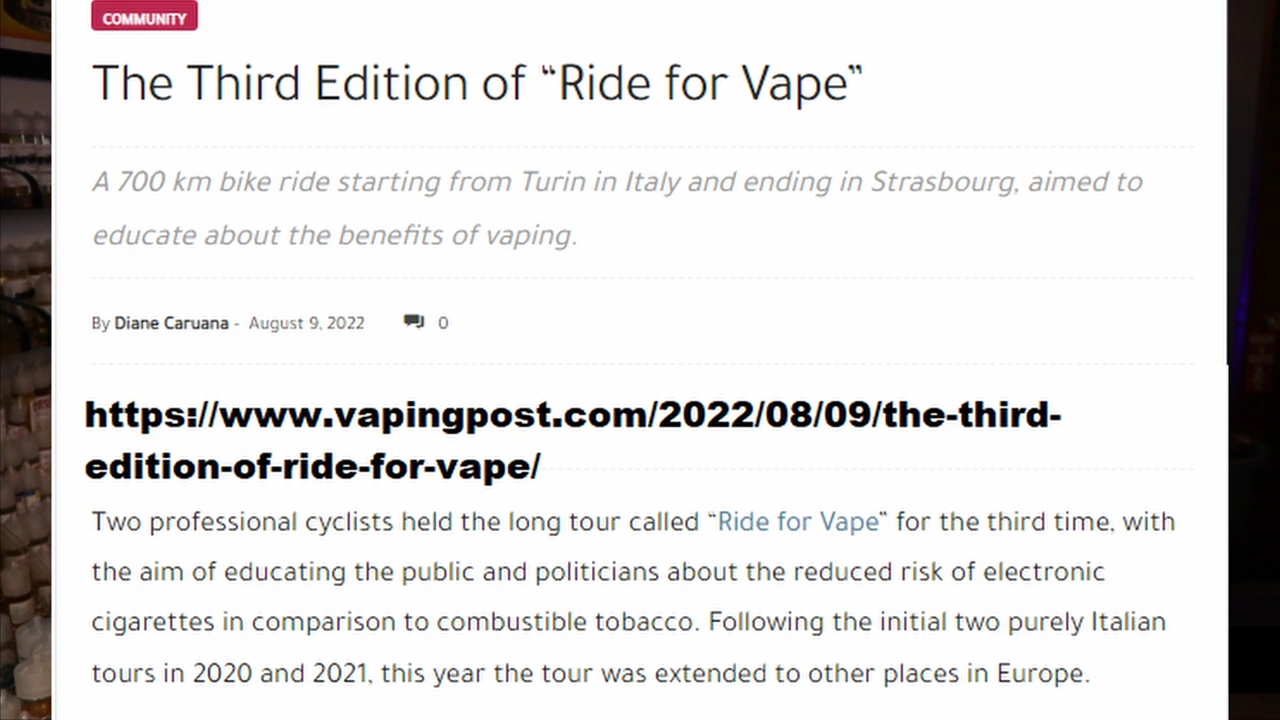 COMMUNITY
The Third Edition of “Ride for Vape”
A 700 km bike ride starting from Turin in Italy and ending in Strasbourg, aimed to
educate about the benefits of vaping.
By Diane Caruana - August 9, 2022 0
https://www.vapingpost.com/2022/08/09/the-third-
edition-of-ride-for-vape/
Two professional cyclists held the long tour called “Ride for Vape” for the third time, with
the aim of educating the public and politicians about the reduced risk of electronic
cigarettes in comparison to combustible tobacco. Following the initial two purely Italian
tours in 2020 and 2021, this year the tour was extended to other places in Europe.